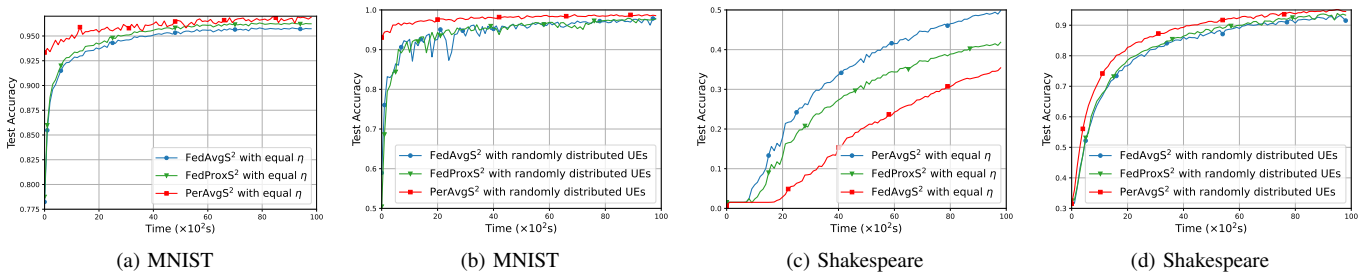 Test Accuracy
0.950
0.925
0.900
0.875
0.850
0.825
0.800
0.775
0
20
40
60
80
100
Time (×10²s)
FedAvgS² with equal η
FedProxS² with equal η
PerAvgS² with equal η
(a) MNIST
Test Accuracy
1.0
0.9
0.8
0.7
0.6
0.5
0
20
40
60
80
100
Time (×10²s)
FedAvgS² with randomly distributed UEs
FedProxS² with randomly distributed UEs
PerAvgS² with randomly distributed UEs
(b) MNIST
Test Accuracy
0.5
0.4
0.3
0.2
0.1
0.0
0
20
40
60
80
100
Time (×10²s)
PerAvgS² with equal η
FedProxS² with equal η
FedAvgS² with equal η
(c) Shakespeare
Test Accuracy
0.9
0.8
0.7
0.6
0.5
0.4
0.3
0
20
40
60
80
100
Time (×10²s)
FedAvgS² with randomly distributed UEs
FedProxS² with randomly distributed UEs
PerAvgS² with randomly distributed UEs
(d) Shakespeare